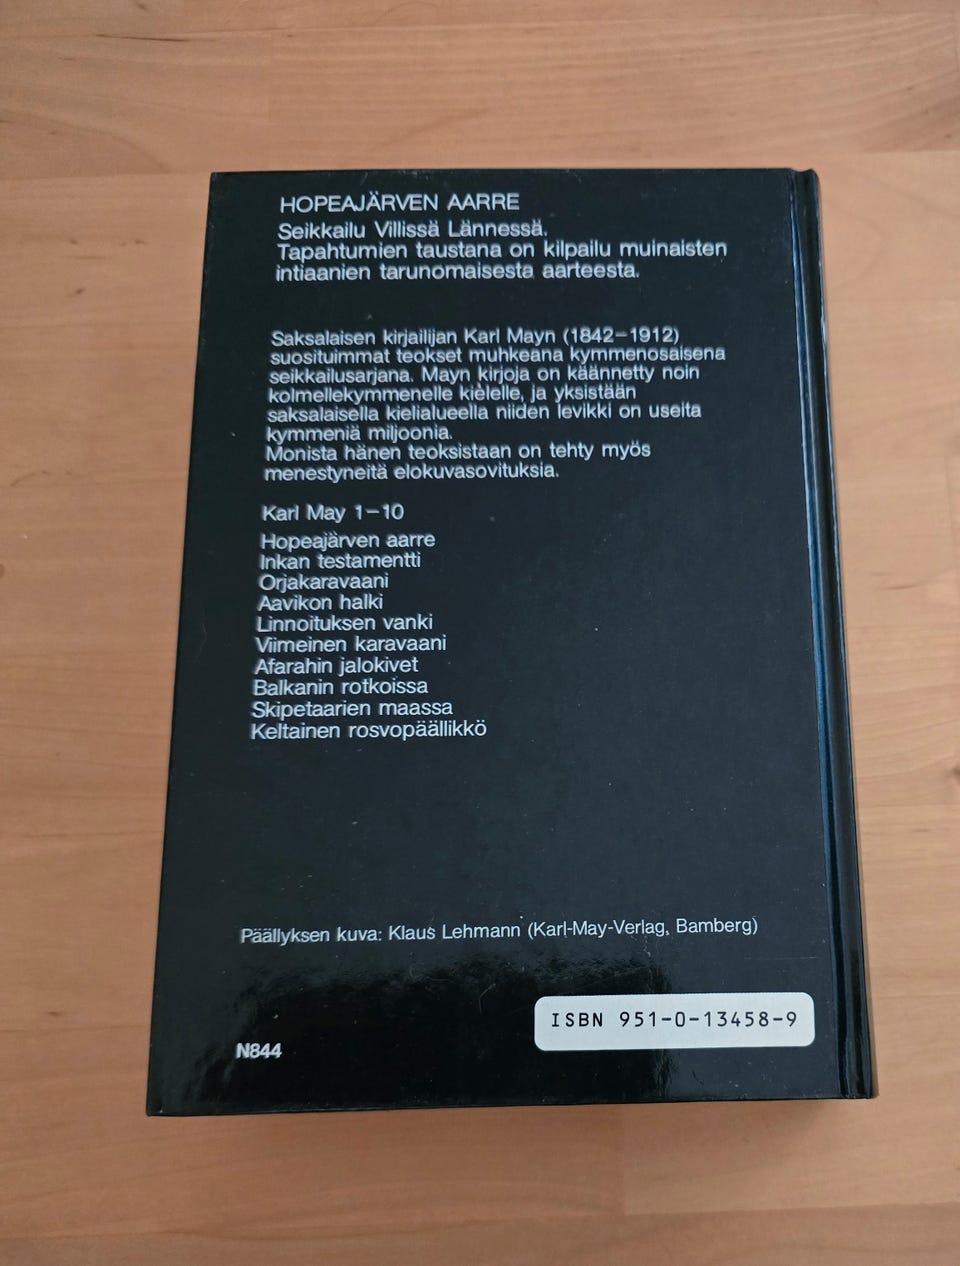 HOPEAJÄRVEN AARRE
Seikkailu Villissä Lännessä.
Tapahtumien taustana on kilpailu muinaisten
intiaanien tarunomaisesta aarteesta.
Saksalaisen kirjailijan Karl Mayn (1842–1912)
suosituimmat teokset muhkeana kymmenosaisena
seikkailusarjana. Mayn kirjoja on käännetty noin
kolmellekymmenelle kielelle, ja yksistään
saksalaisella kielialueella niiden levikki on useita
kymmeniä miljoonia.
Monista hänen teoksistaan on tehty myös
menestyneitä elokuvasovituksia.
Karl May 1–10
Hopeajärven aarre
Inkan testamentti
Orjakaravaani
Aavikon halki
Linnoituksen vanki
Viimeinen karavaani
Afarahin jalokivet
Balkanin rotkoissa
Skipetaarien maassa
Keltainen rosvopäällikkö
Päällyksen kuva: Klaus Lehmann (Karl-May-Verlag, Bamberg)
ISBN 951-0-13458-9
N844